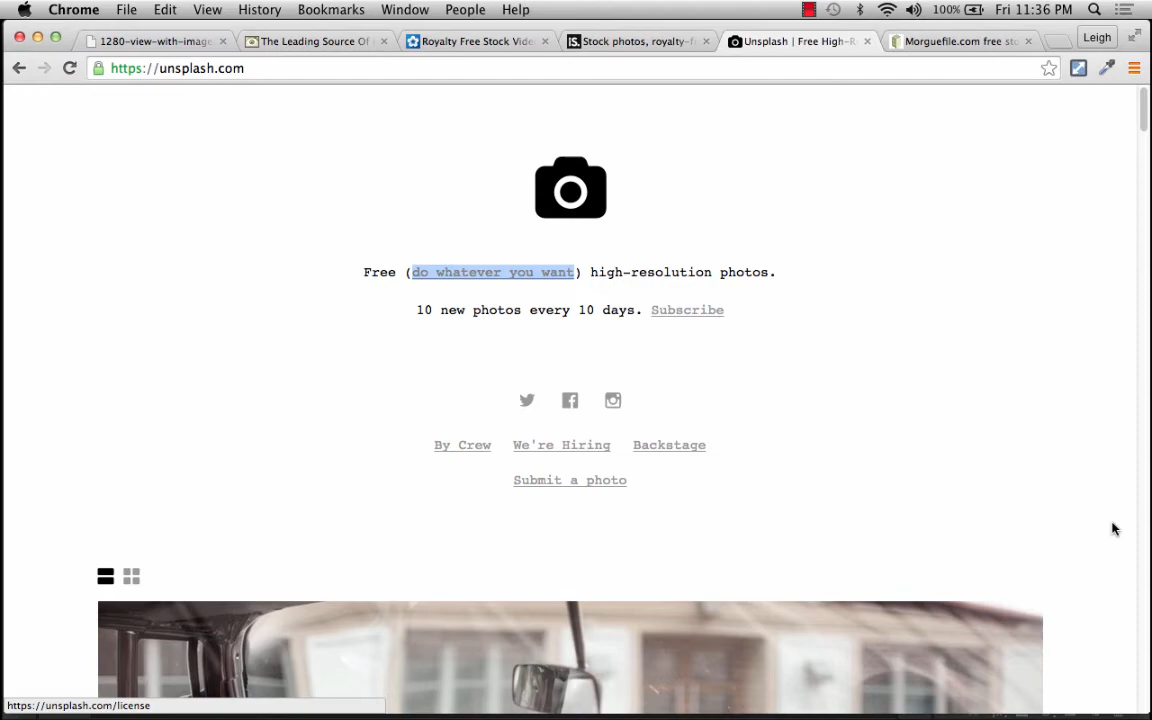 Chrome File Edit View History Bookmarks Window People Help 100% Fri 11:36 PM
1280-view-with-image
The Leading Source Of
Royalty Free Stock Vide
Stock photos, royalty-f
Unsplash | Free High-R
Morguefile.com free sto
Leigh
https://unsplash.com
Free (do whatever you want) high-resolution photos.
10 new photos every 10 days. Subscribe
By Crew We're Hiring Backstage
Submit a photo
https://unsplash.com/license